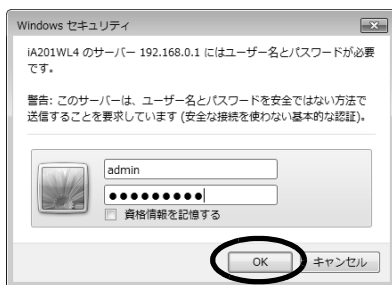 Windows セキュリティ
iA201WL4 のサーバー 192.168.0.1 にはユーザー名とパスワードが必要
です。
警告: このサーバーは、ユーザー名とパスワードを安全ではない方法で
送信することを要求しています (安全な接続を使わない基本的な認証)。
admin
●●●●●●●●●
資格情報を記憶する
OK キャンセル